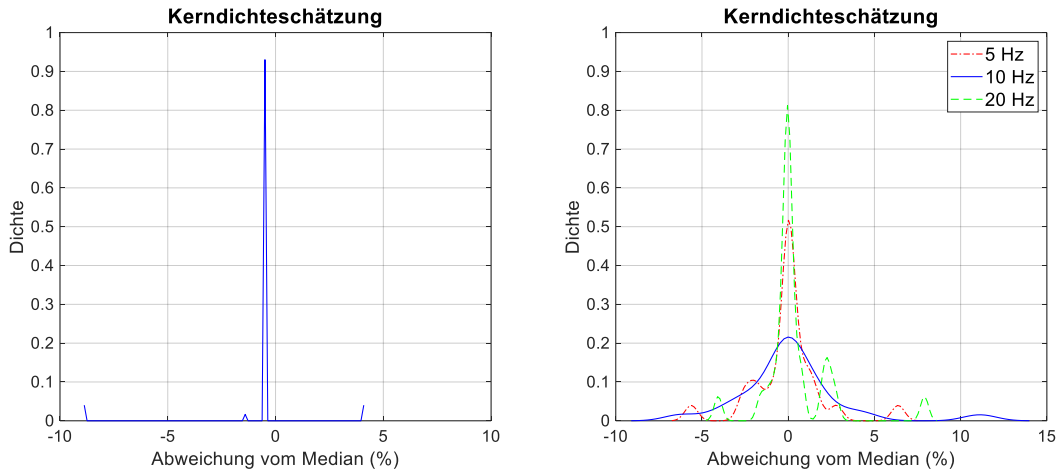 Kerndichteschätzung
1
0.9
0.8
0.7
0.6
0.5
0.4
0.3
0.2
0.1
0
Dichte
-10 -5 0 5 10
Abweichung vom Median (%)
Kerndichteschätzung
1
0.9
0.8
0.7
0.6
0.5
0.4
0.3
0.2
0.1
0
Dichte
5 Hz
10 Hz
20 Hz
-10 -5 0 5 10 15
Abweichung vom Median (%)